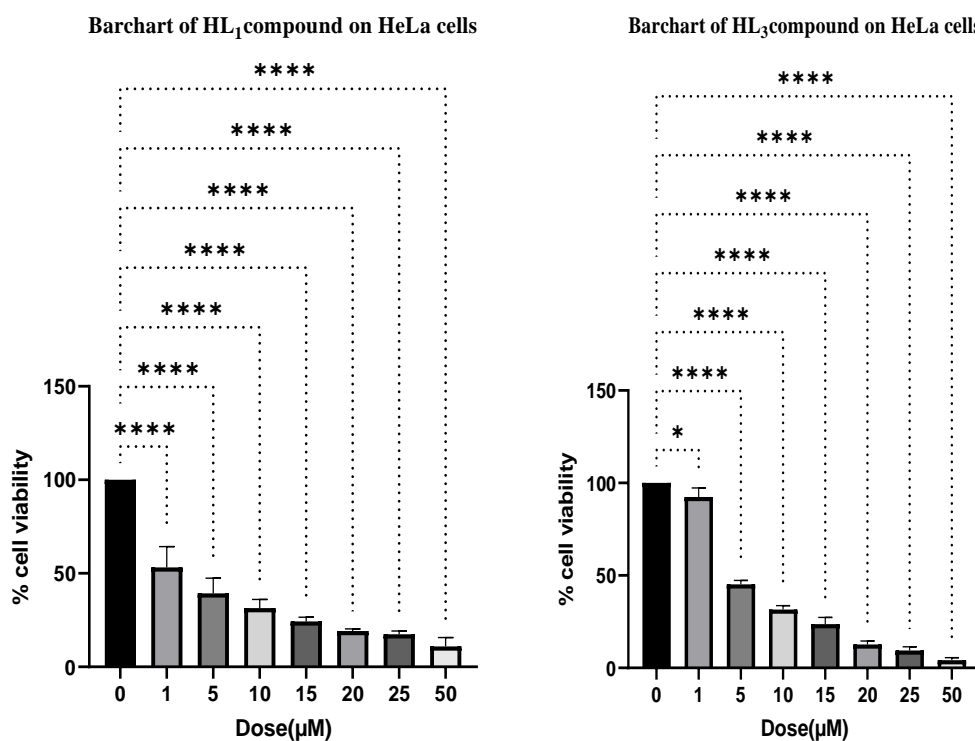 Barchart of HL₁compound on HeLa cells
****
****
****
****
****
****
****
150
100
50
0
% cell viability
0 1 5 10 15 20 25 50
Dose(µM)
Barchart of HL₃compound on HeLa cells
****
****
****
****
****
****
*
150
100
50
0
% cell viability
0 1 5 10 15 20 25 50
Dose(µM)